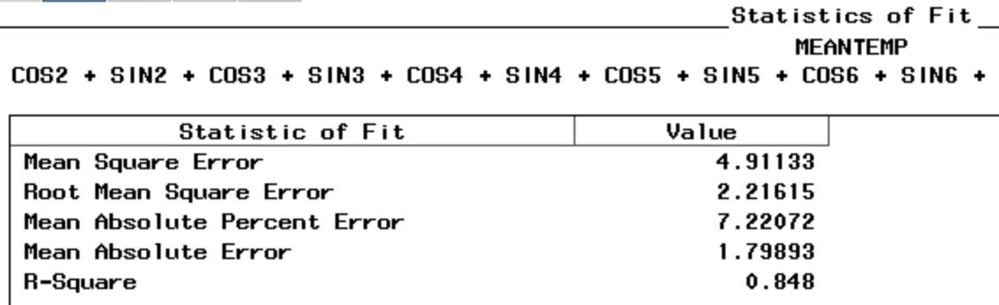 Statistics of Fit
MEANTEMP
COS2 + SIN2 + COS3 + SIN3 + COS4 + SIN4 + COS5 + SIN5 + COS6 + SIN6 +
Statistic of Fit Value
Mean Square Error 4.91133
Root Mean Square Error 2.21615
Mean Absolute Percent Error 7.22072
Mean Absolute Error 1.79893
R-Square 0.848